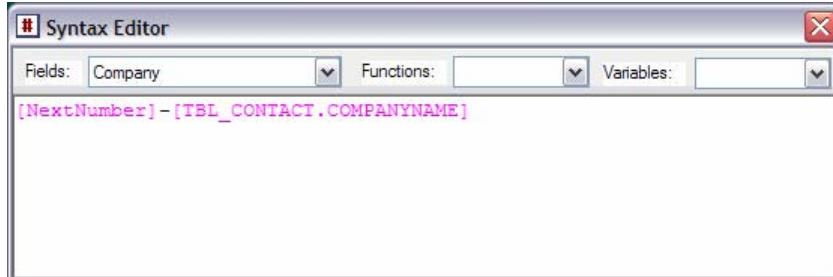 # Syntax Editor
Fields: Company Functions: Variables:
[NextNumber]-[TBL_CONTACT.COMPANYNAME]